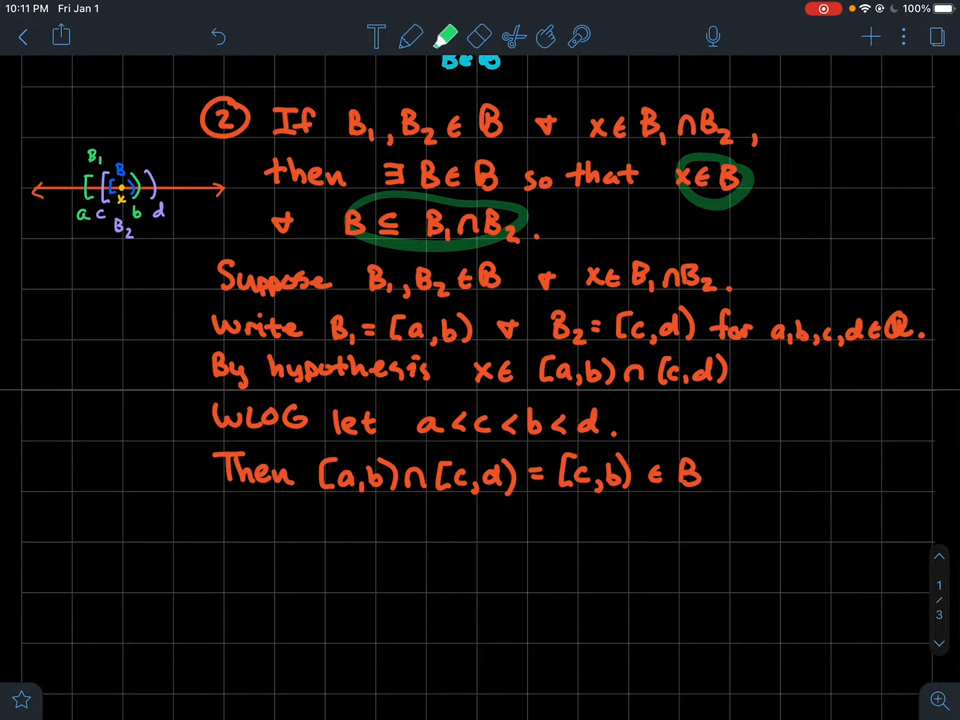 10:11 PM Fri Jan 1
100%
B∈𝔅
② If B₁, B₂ ∈ 𝔅 & x ∈ B₁ ∩ B₂,
then ∃ B ∈ 𝔅 so that x ∈ B
& B ⊆ B₁ ∩ B₂.
B₁
B
[ [ [ x ) ) )
a c b d
B₂
Suppose B₁, B₂ ∈ 𝔅 & x ∈ B₁ ∩ B₂.
Write B₁ = [a,b) & B₂ = [c,d) for a,b,c,d ∈ ℚ.
By hypothesis x ∈ [a,b) ∩ [c,d)
WLOG let a < c < b < d.
Then [a,b) ∩ [c,d) = [c,b) ∈ B
1
/
3